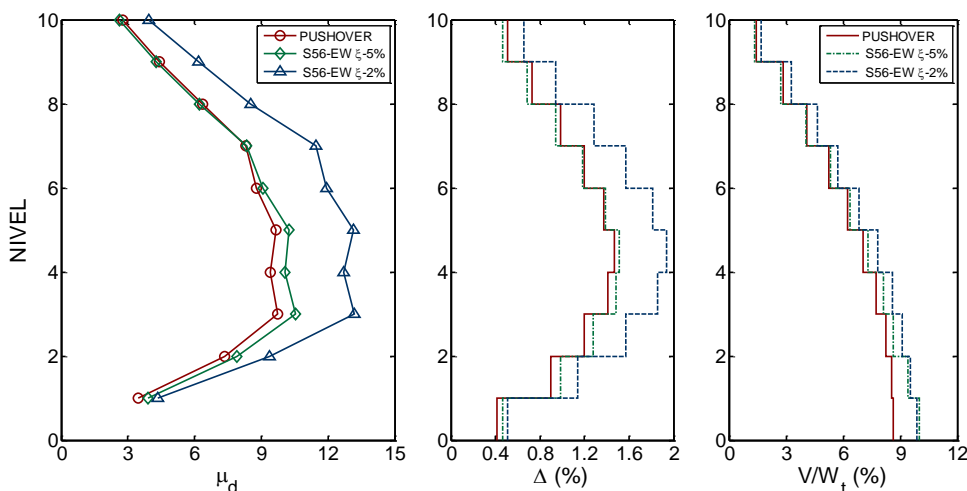 10
8
6
4
2
0
NIVEL
0 3 6 9 12 15
μd
PUSHOVER
S56-EW ξ-5%
S56-EW ξ-2%
10
8
6
4
2
0
0 0.4 0.8 1.2 1.6 2
Δ (%)
10
8
6
4
2
0
0 3 6 9 12
V/Wt (%)
PUSHOVER
S56-EW ξ-5%
S56-EW ξ-2%